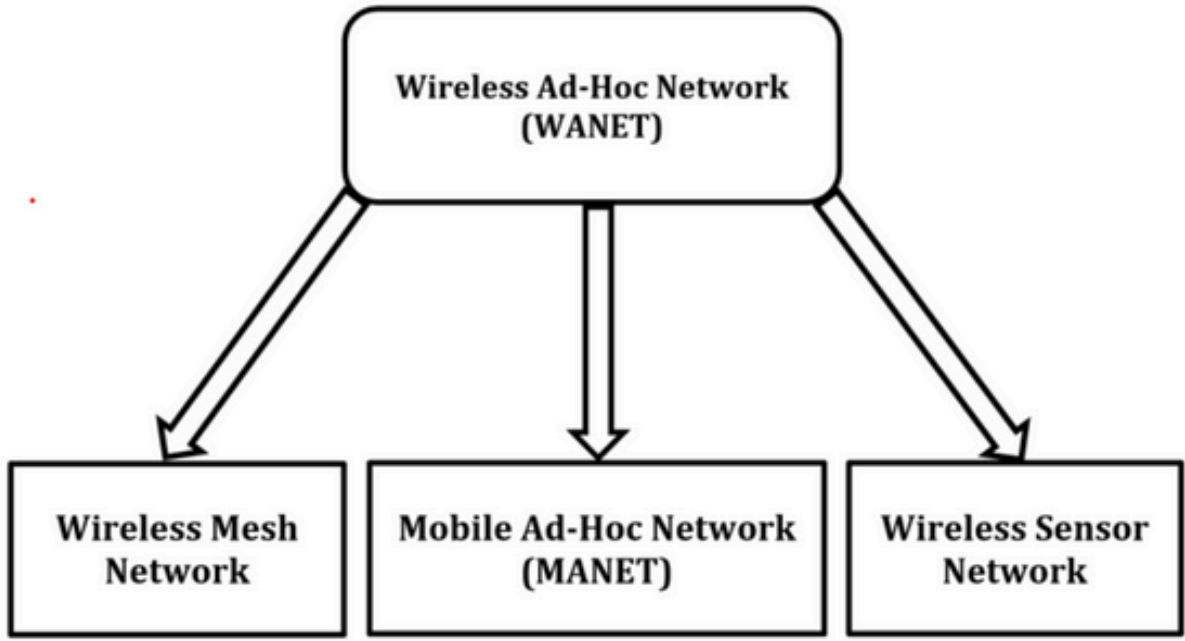 Wireless Ad-Hoc Network
(WANET)
Wireless Mesh
Network
Mobile Ad-Hoc Network
(MANET)
Wireless Sensor
Network